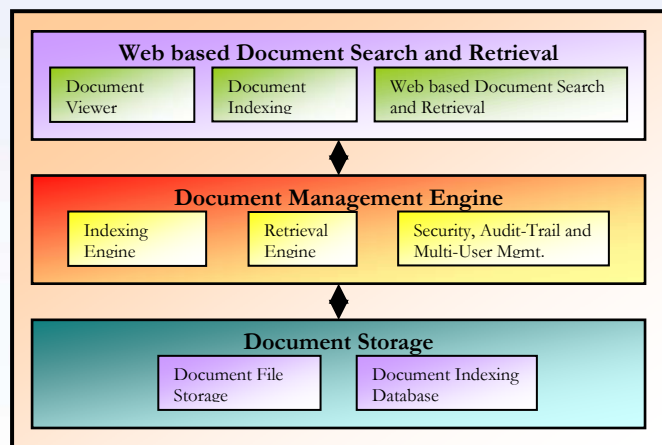 Web based Document Search and Retrieval
Document
Viewer
Document
Indexing
Web based Document Search
and Retrieval
Document Management Engine
Indexing
Engine
Retrieval
Engine
Security, Audit-Trail and
Multi-User Mgmt.
Document Storage
Document File
Storage
Document Indexing
Database